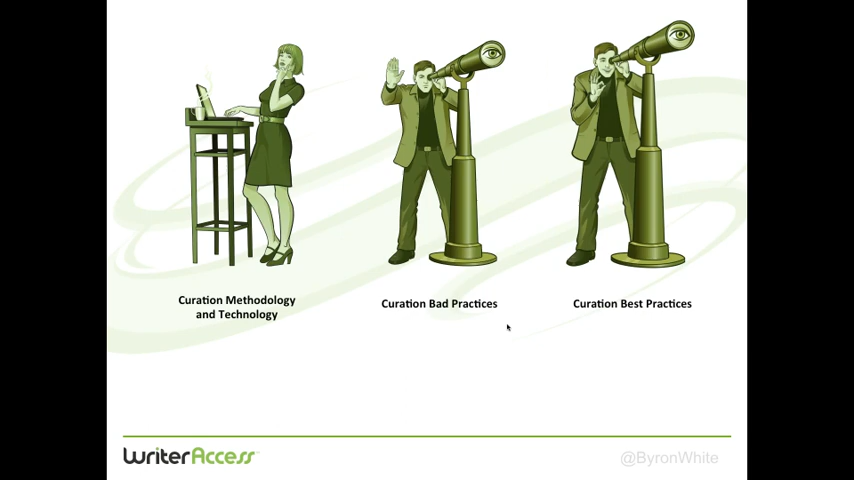 Curation Methodology
and Technology
Curation Bad Practices
Curation Best Practices
WriterAccess
@ByronWhite